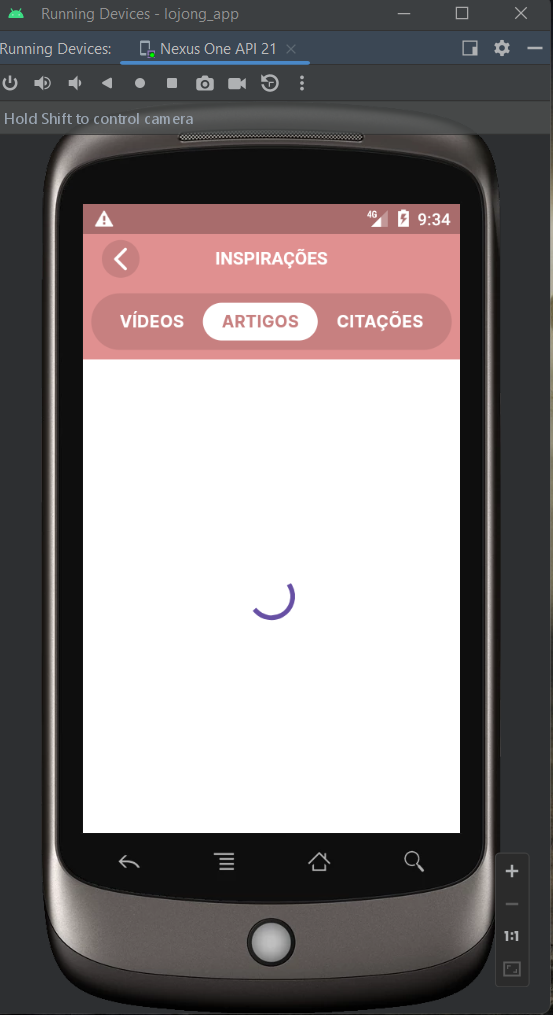 Running Devices - lojong_app
Running Devices: Nexus One API 21
Hold Shift to control camera
4G 9:34
INSPIRAÇÕES
VÍDEOS ARTIGOS CITAÇÕES
1:1